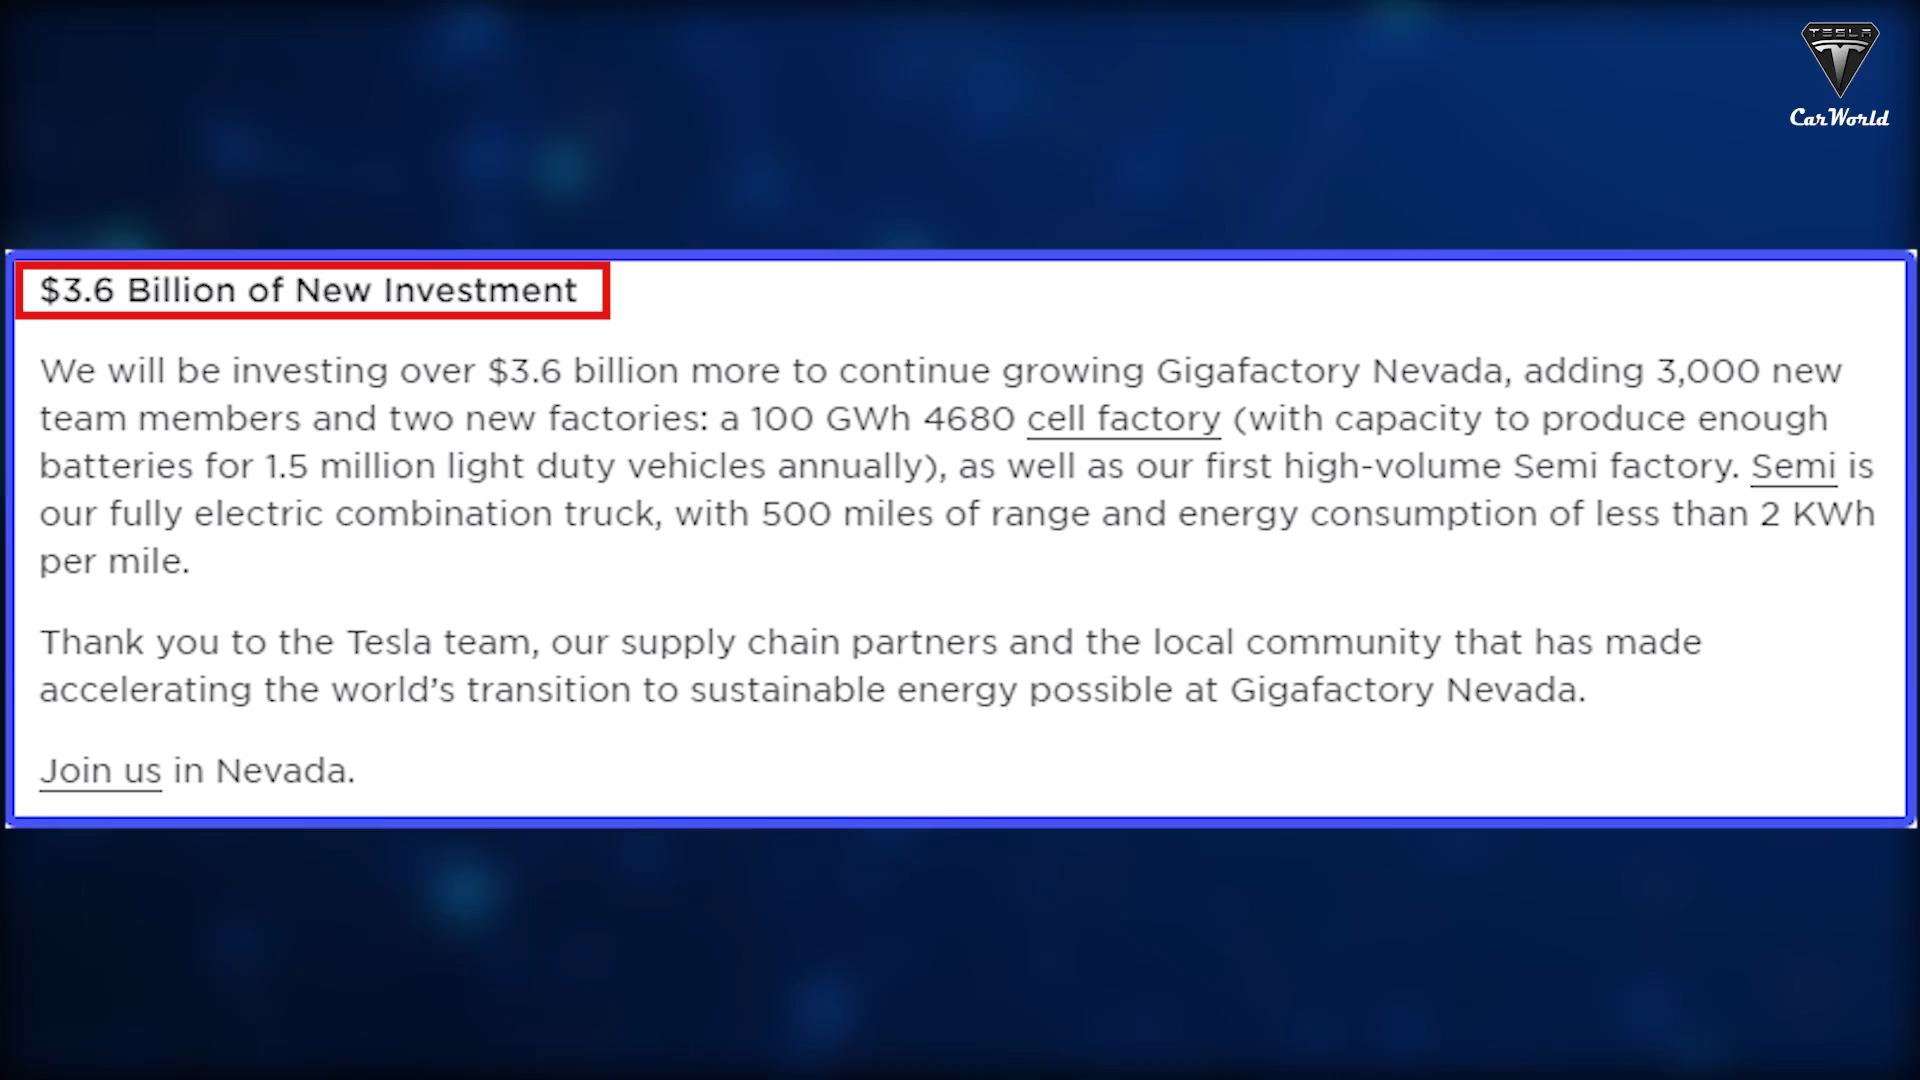 TESLA
CarWorld
$3.6 Billion of New Investment
We will be investing over $3.6 billion more to continue growing Gigafactory Nevada, adding 3,000 new
team members and two new factories: a 100 GWh 4680 cell factory (with capacity to produce enough
batteries for 1.5 million light duty vehicles annually), as well as our first high-volume Semi factory. Semi is
our fully electric combination truck, with 500 miles of range and energy consumption of less than 2 KWh
per mile.
Thank you to the Tesla team, our supply chain partners and the local community that has made
accelerating the world’s transition to sustainable energy possible at Gigafactory Nevada.
Join us in Nevada.